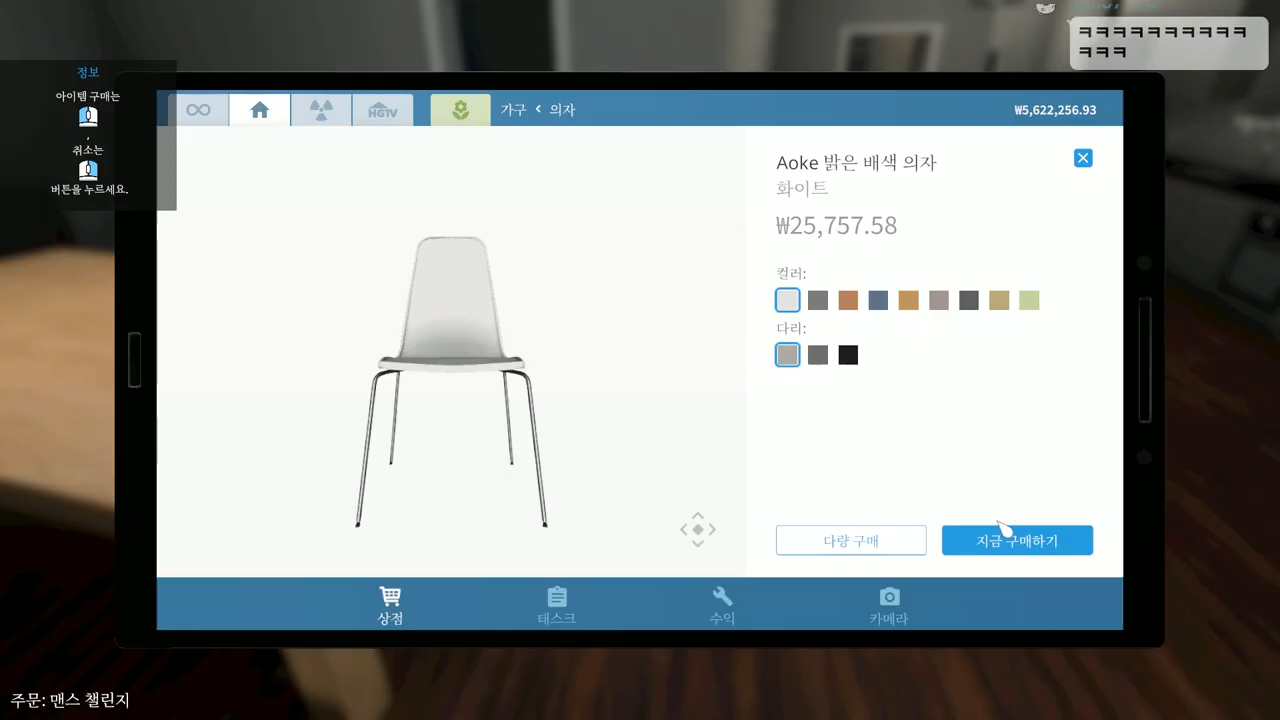 ㅋㅋㅋㅋㅋㅋㅋㅋㅋㅋ
ㅋㅋㅋ
정보
아이템 구매는
,
취소는
버튼을 누르세요.
HGTV
가구 < 의자
₩5,622,256.93
Aoke 밝은 배색 의자
화이트
₩25,757.58
컬러:
다리:
다량 구매
지금 구매하기
상점
태스크
수익
카메라
주문: 맨스 챌린지